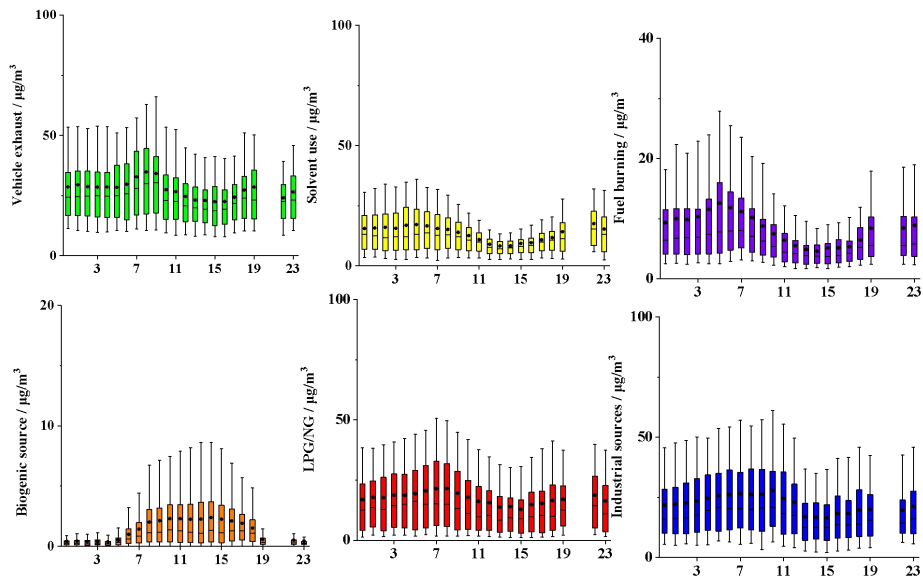 Vehicle exhaust / μg/m³
100
50
0
3 7 11 15 19 23
Solvent use / μg/m³
100
50
0
3 7 11 15 19 23
Fuel burning / μg/m³
40
20
0
3 7 11 15 19 23
Biogenic source / μg/m³
20
10
0
3 7 11 15 19 23
LPG/NG / μg/m³
100
50
0
3 7 11 15 19 23
Industrial sources / μg/m³
100
50
0
3 7 11 15 19 23